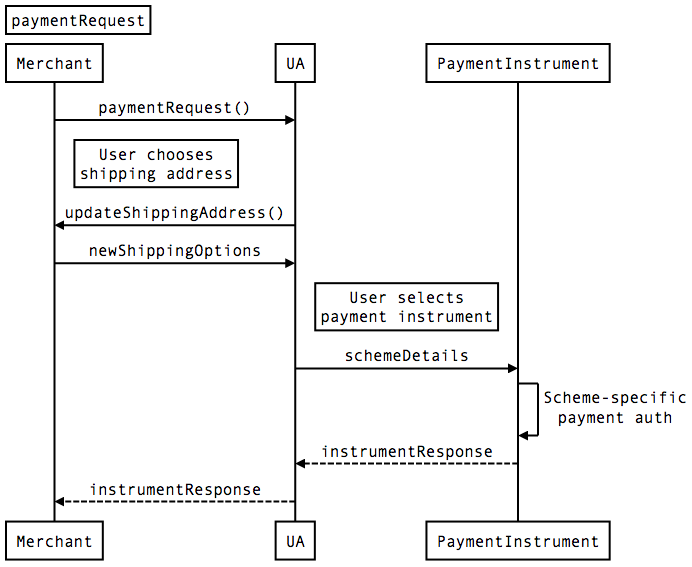 paymentRequest
Merchant
UA
PaymentInstrument
paymentRequest()
User chooses
shipping address
updateShippingAddress()
newShippingOptions
User selects
payment instrument
schemeDetails
Scheme-specific
payment auth
instrumentResponse
instrumentResponse
Merchant
UA
PaymentInstrument